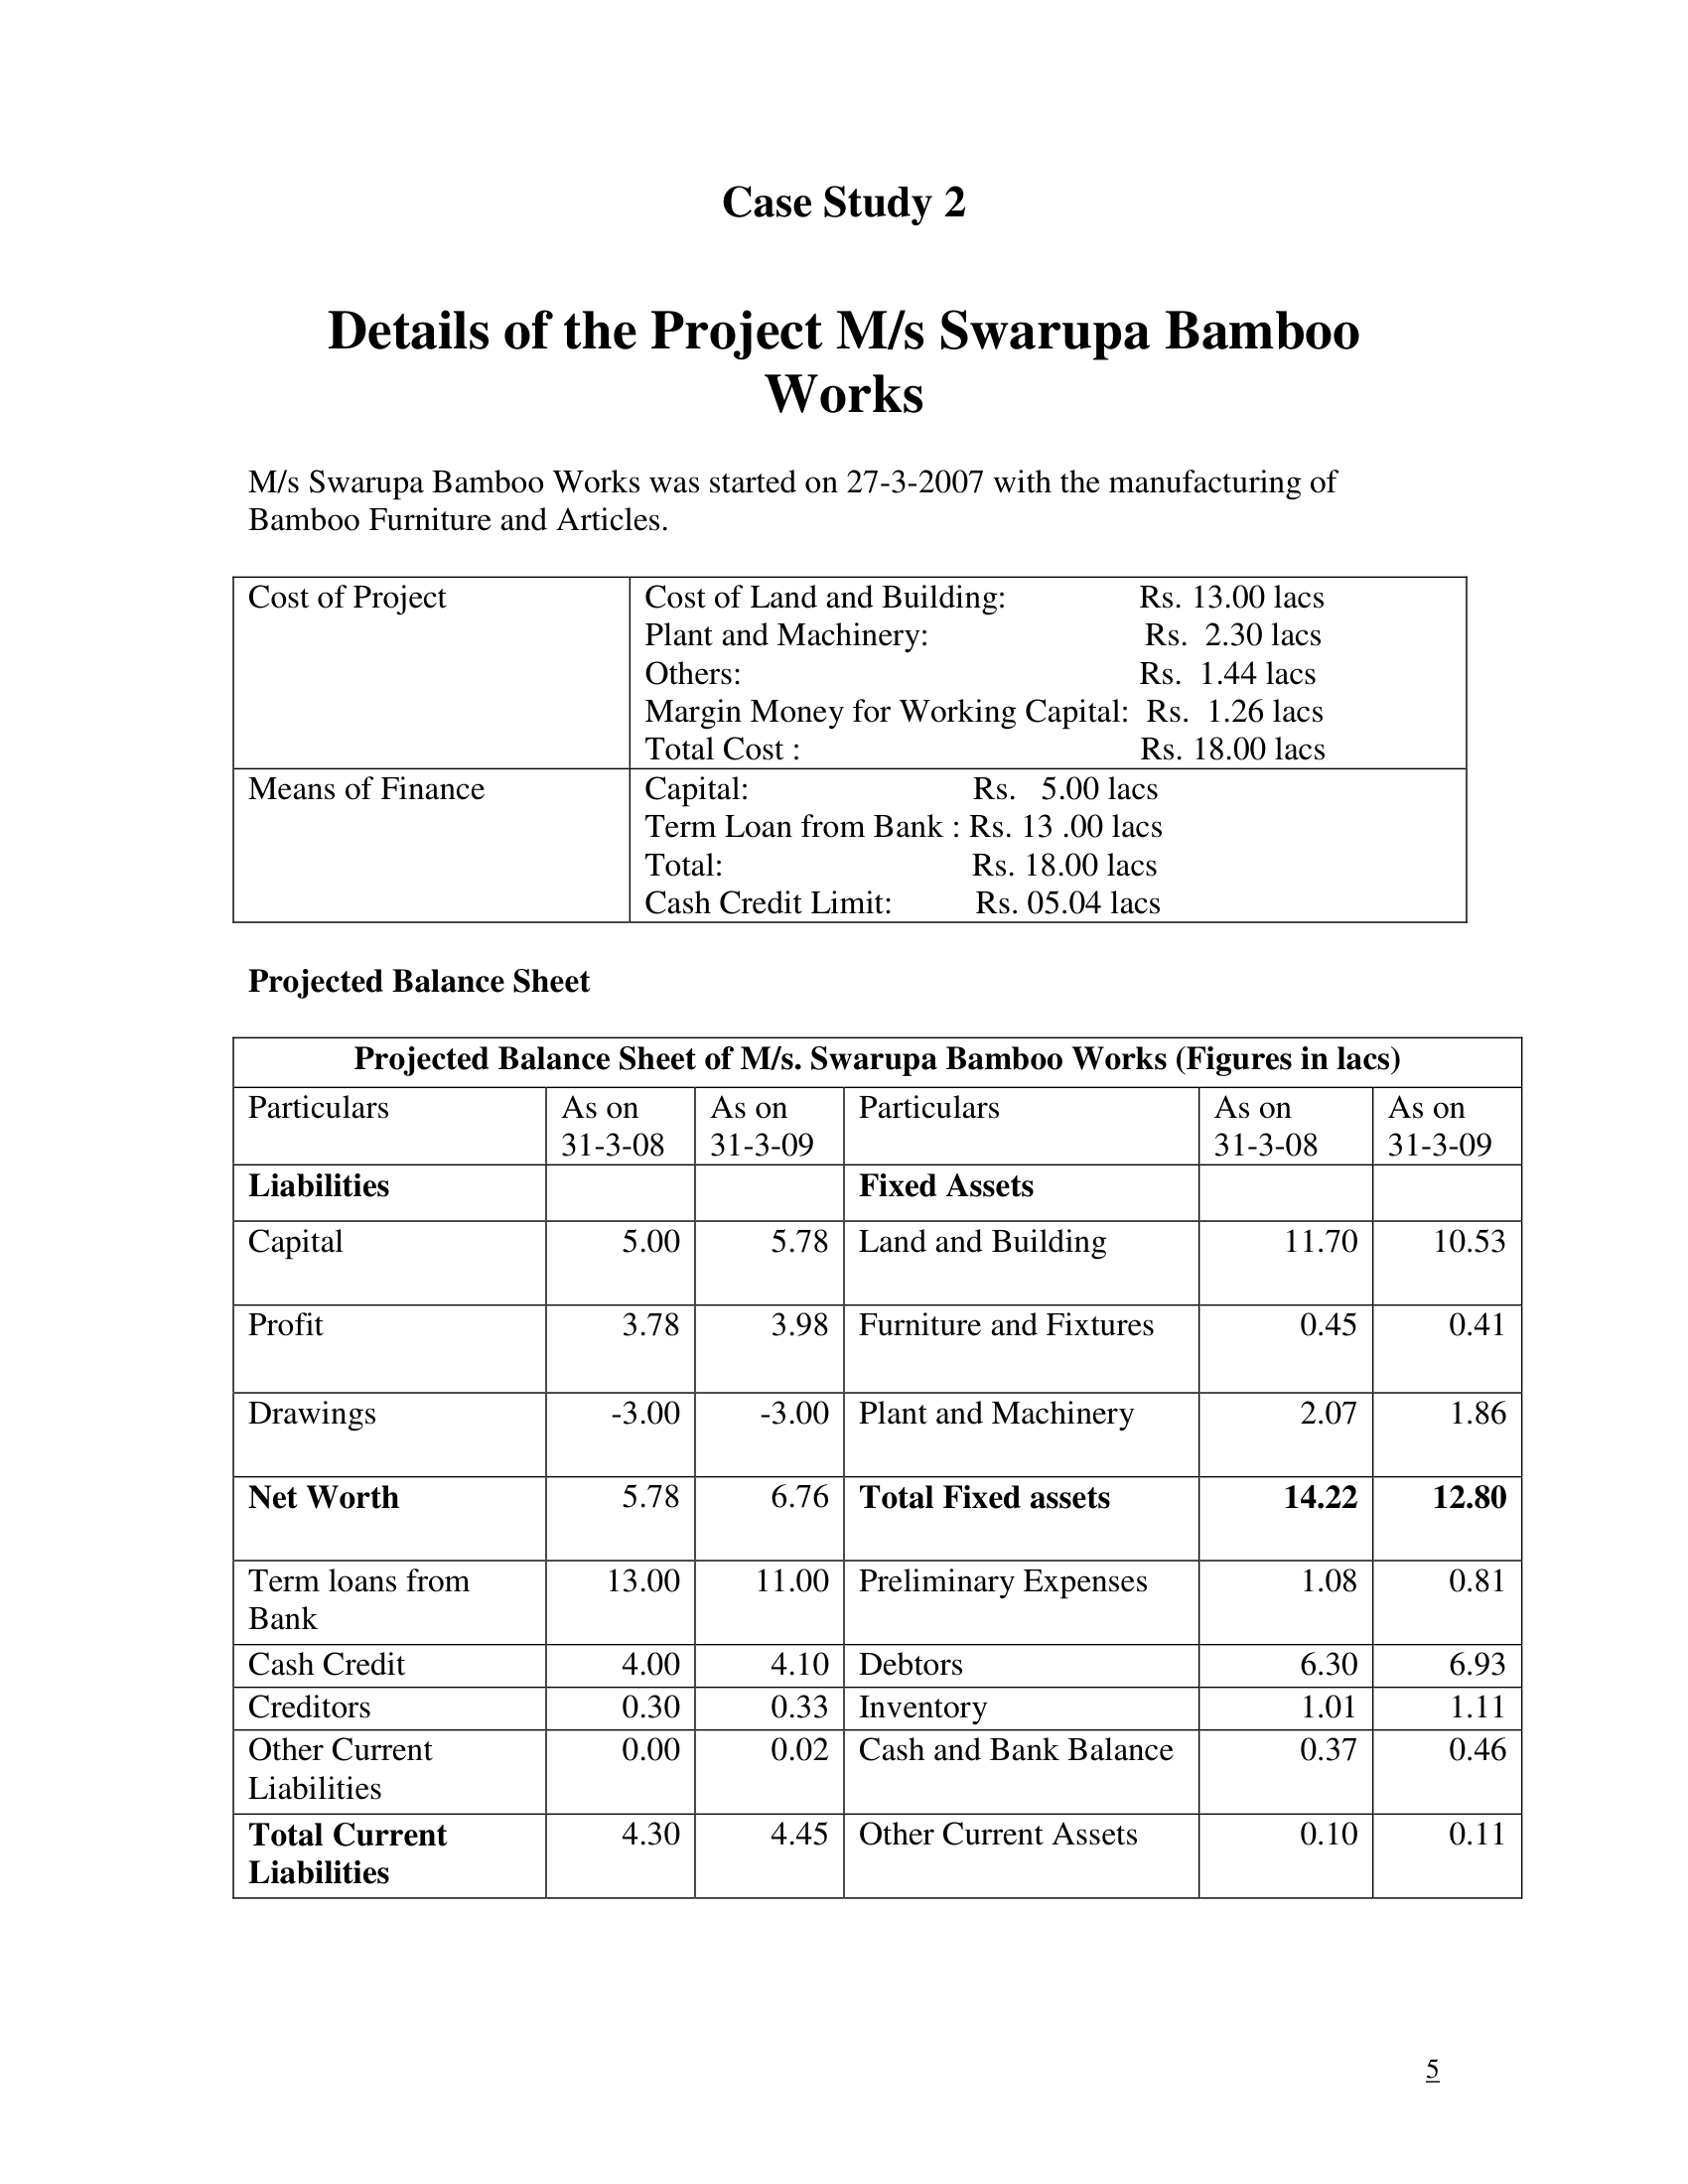 Case Study 2
Details of the Project M/s Swarupa Bamboo
Works
M/s Swarupa Bamboo Works was started on 27-3-2007 with the manufacturing of
Bamboo Furniture and Articles.
Cost of Project Cost of Land and Building: Rs. 13.00 lacs
Plant and Machinery: Rs. 2.30 lacs
Others: Rs. 1.44 lacs
Margin Money for Working Capital: Rs. 1.26 lacs
Total Cost : Rs. 18.00 lacs
Means of Finance Capital: Rs. 5.00 lacs
Term Loan from Bank : Rs. 13 .00 lacs
Total: Rs. 18.00 lacs
Cash Credit Limit: Rs. 05.04 lacs
Projected Balance Sheet
Projected Balance Sheet of M/s. Swarupa Bamboo Works (Figures in lacs)
Particulars As on As on Particulars As on As on
31-3-08 31-3-09 31-3-08 31-3-09
Liabilities Fixed Assets
Capital 5.00 5.78 Land and Building 11.70 10.53
Profit 3.78 3.98 Furniture and Fixtures 0.45 0.41
Drawings -3.00 -3.00 Plant and Machinery 2.07 1.86
Net Worth 5.78 6.76 Total Fixed assets 14.22 12.80
Term loans from 13.00 11.00 Preliminary Expenses 1.08 0.81
Bank
Cash Credit 4.00 4.10 Debtors 6.30 6.93
Creditors 0.30 0.33 Inventory 1.01 1.11
Other Current 0.00 0.02 Cash and Bank Balance 0.37 0.46
Liabilities
Total Current 4.30 4.45 Other Current Assets 0.10 0.11
Liabilities
5